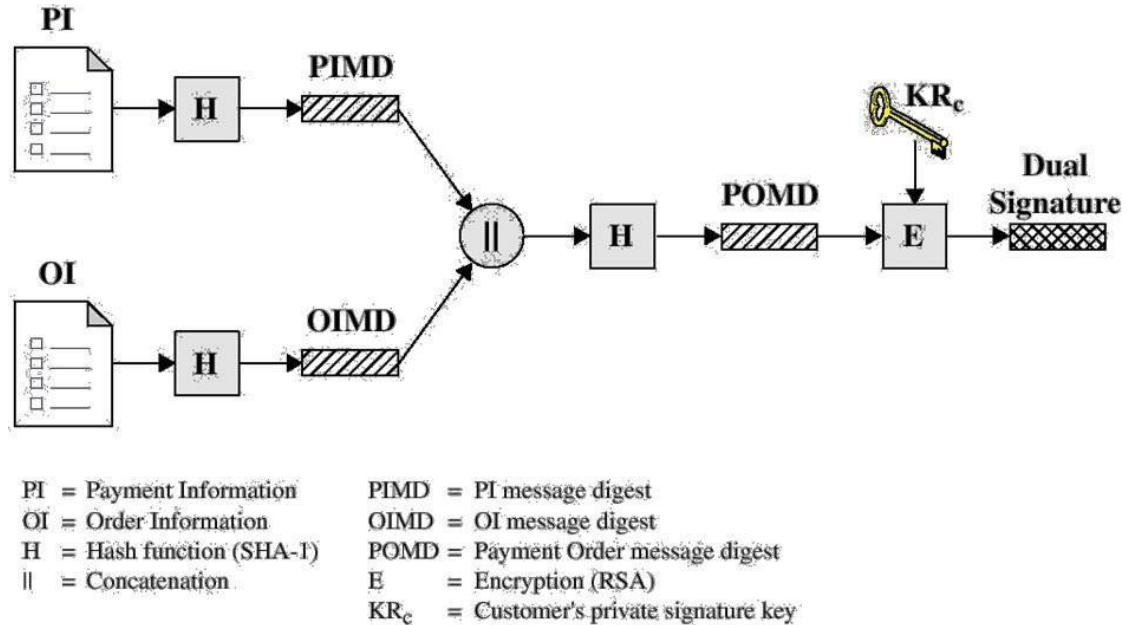 PI
PIMD
KRc
H
Dual
Signature
POMD
||
H
E
OI
OIMD
H
PI = Payment Information
OI = Order Information
H = Hash function (SHA-1)
|| = Concatenation
PIMD = PI message digest
OIMD = OI message digest
POMD = Payment Order message digest
E = Encryption (RSA)
KRc = Customer's private signature key